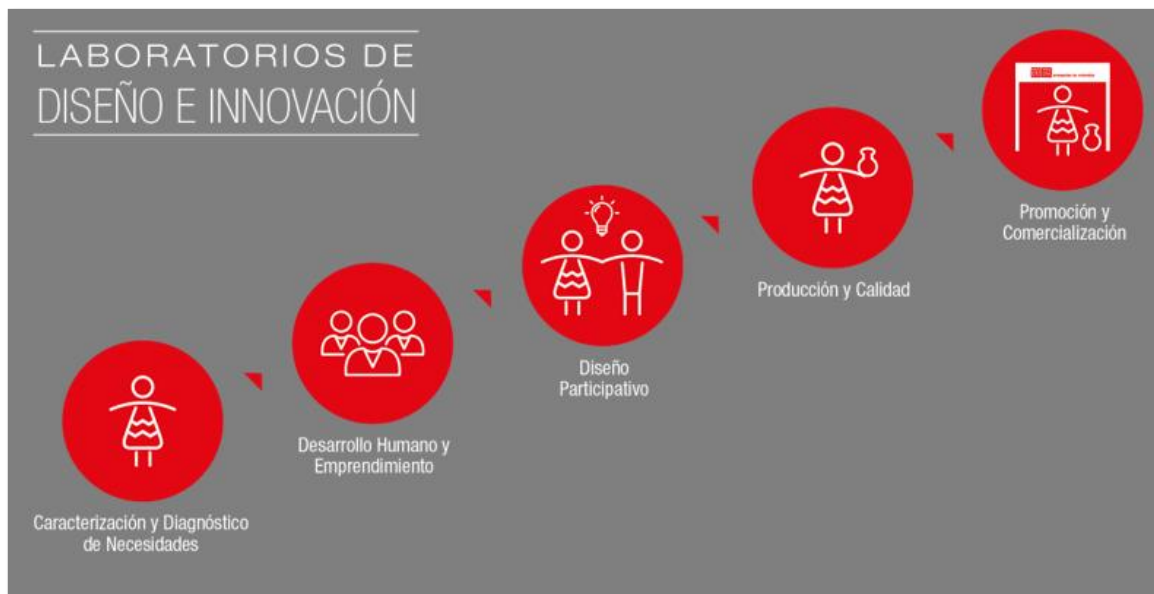 LABORATORIOS DE
DISEÑO E INNOVACIÓN
Caracterización y Diagnóstico
de Necesidades
Desarrollo Humano y
Emprendimiento
Diseño
Participativo
Producción y Calidad
Promoción y
Comercialización